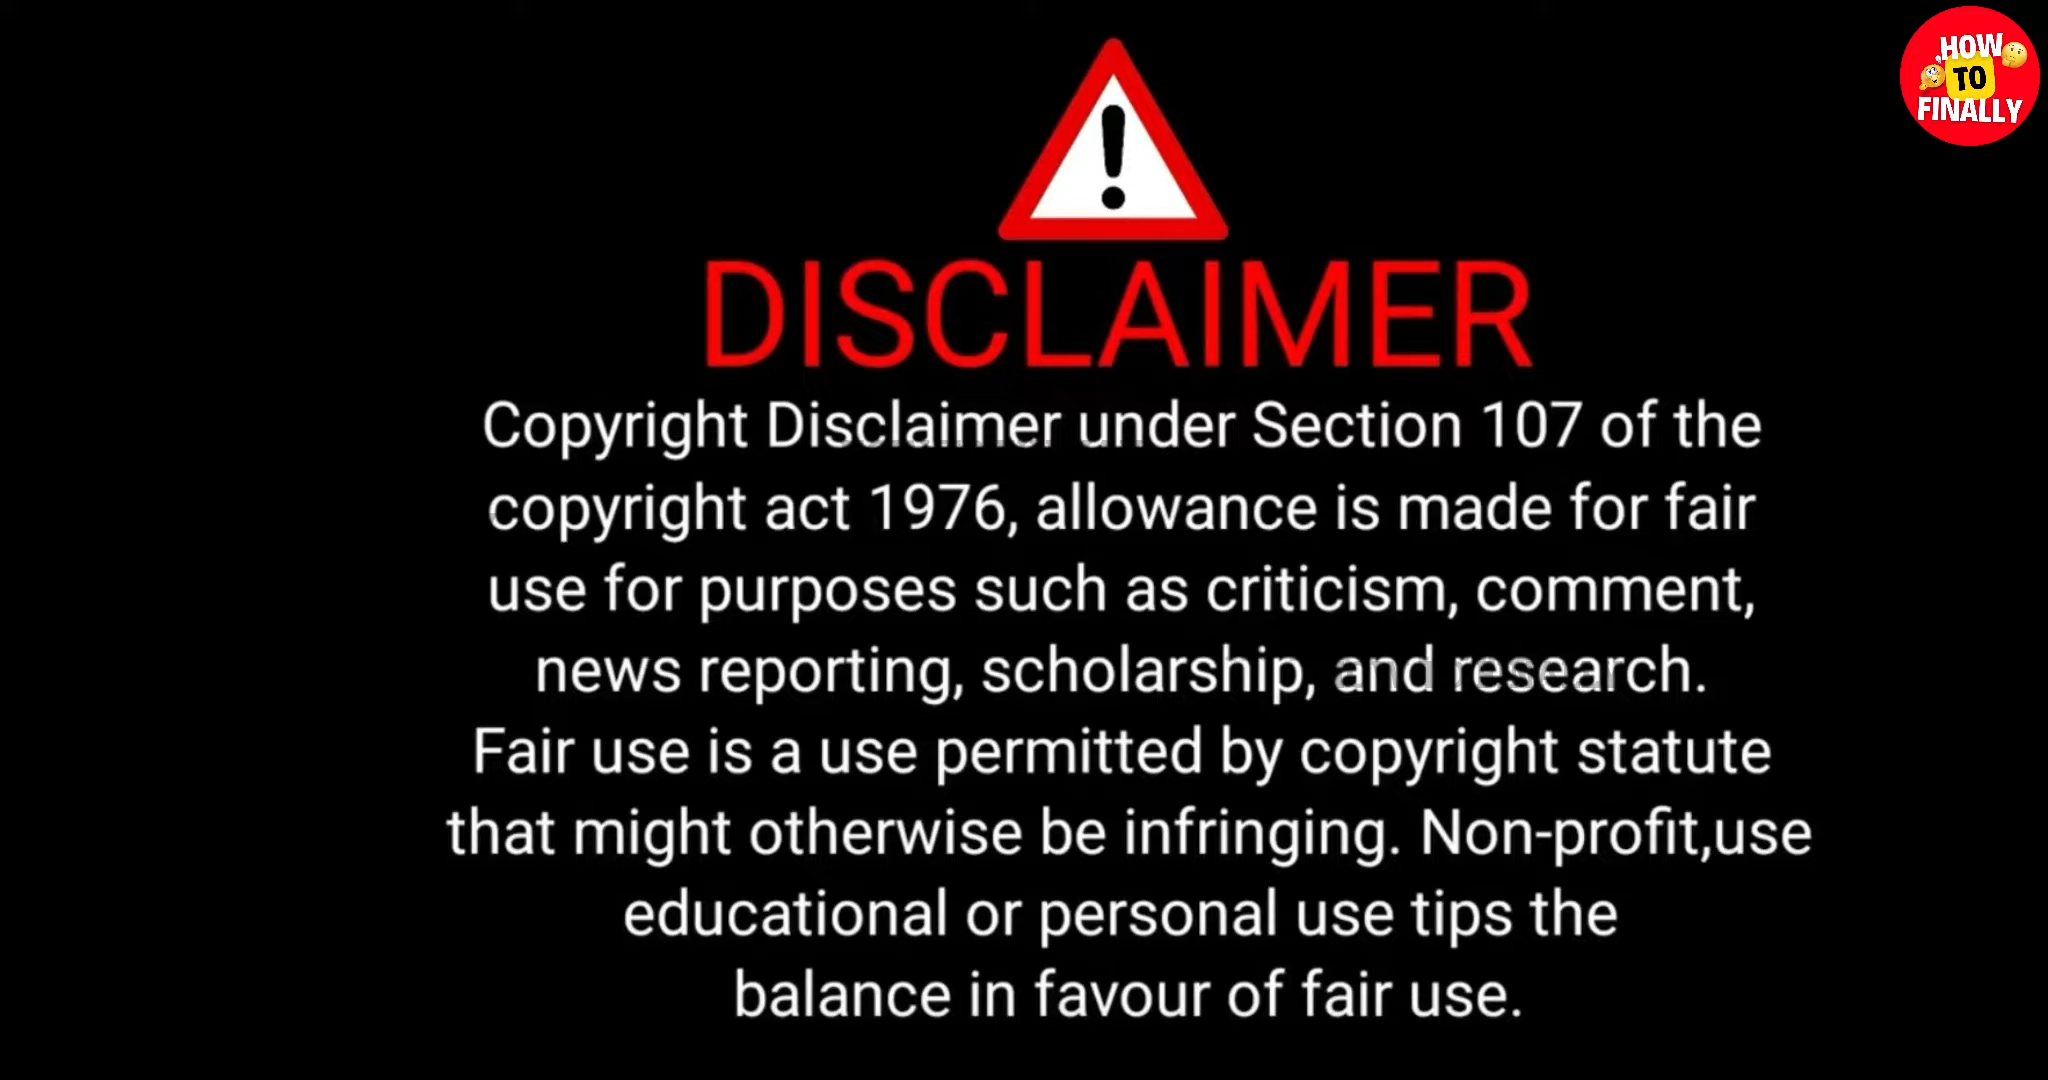 HOW
TO
FINALLY
!
DISCLAIMER
Copyright Disclaimer under Section 107 of the
copyright act 1976, allowance is made for fair
use for purposes such as criticism, comment,
news reporting, scholarship, and research.
Fair use is a use permitted by copyright statute
that might otherwise be infringing. Non-profit,use
educational or personal use tips the
balance in favour of fair use.